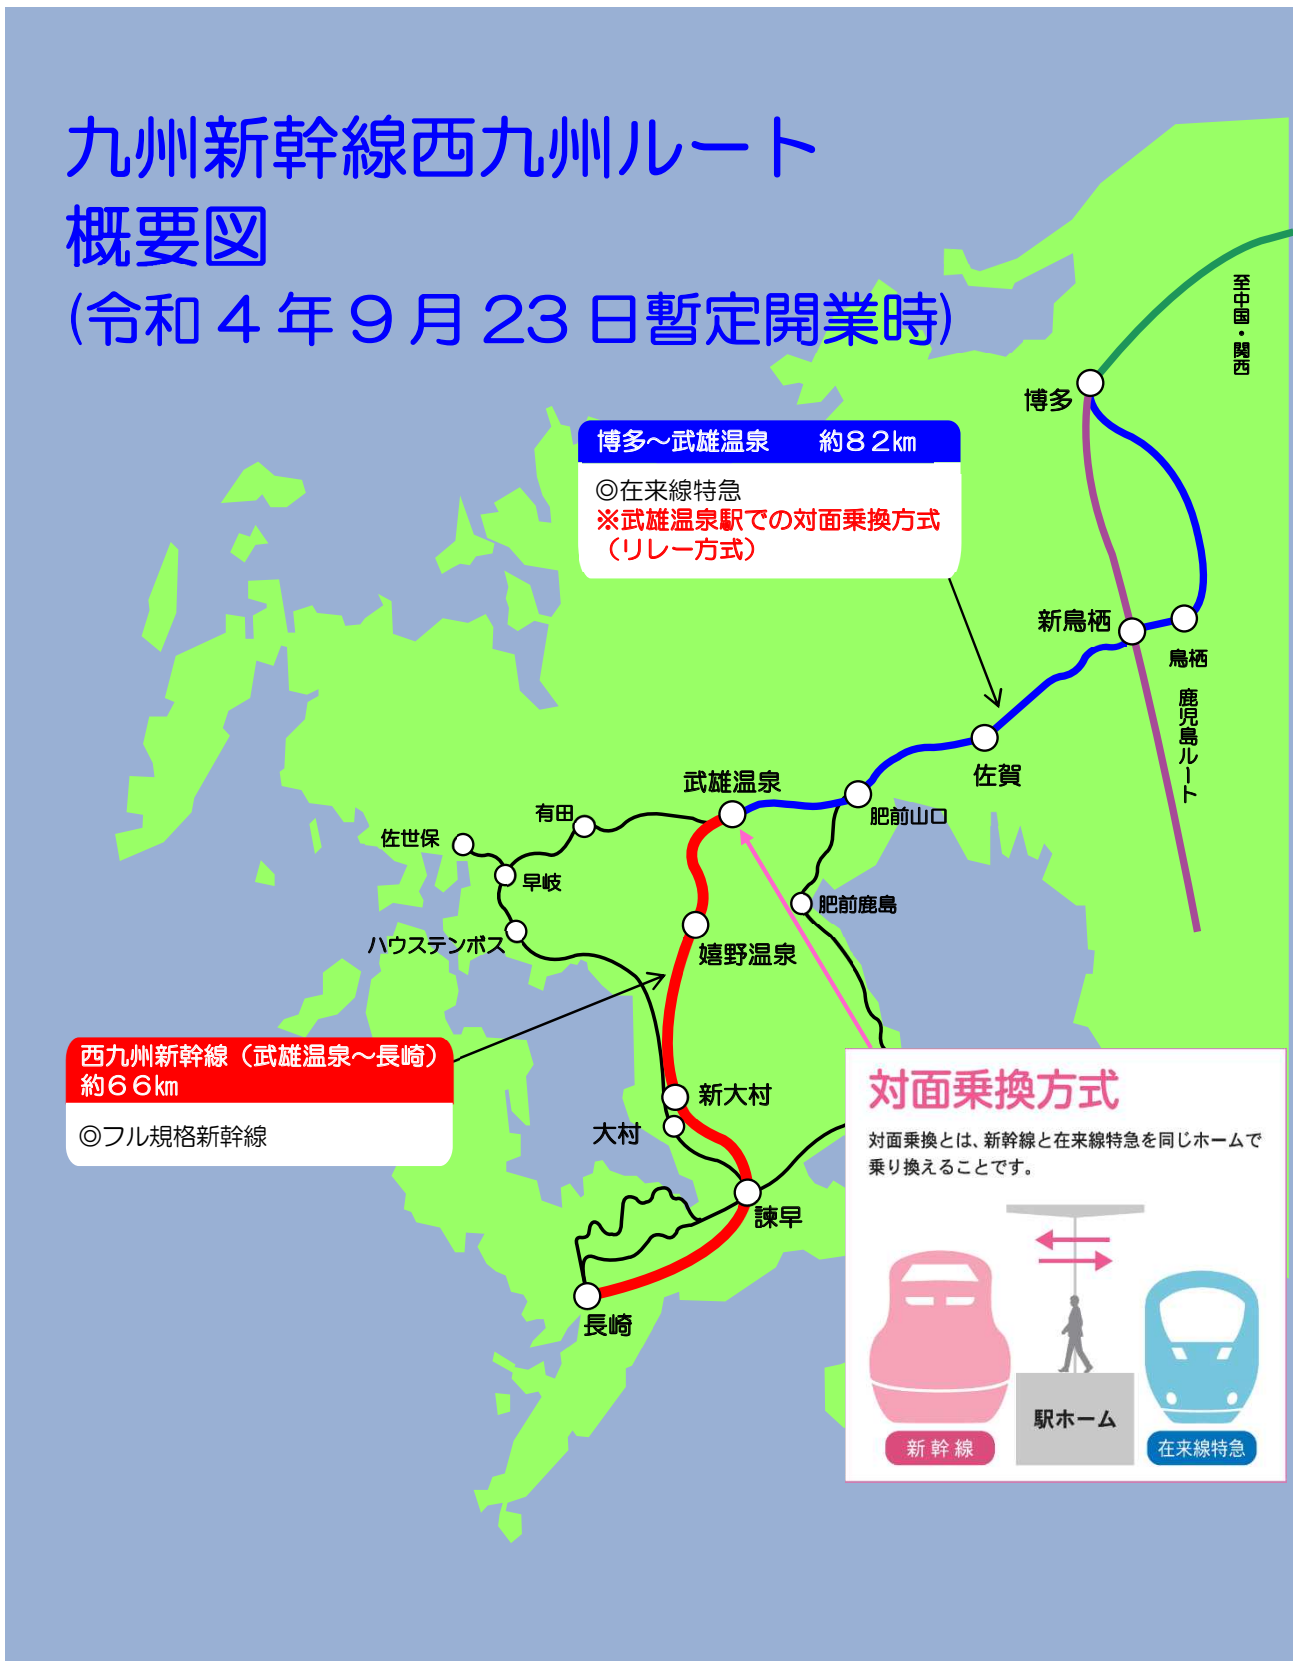 九州新幹線西九州ルート
概要図
(令和４年９月23日暫定開業時)
至中国・関西
博多
博多～武雄温泉　　約８２㎞
◎在来線特急
※武雄温泉駅での対面乗換方式
（リレー方式）
新鳥栖
鳥栖
鹿児島ルート
佐賀
武雄温泉
肥前山口
有田
佐世保
早岐
肥前鹿島
ハウステンボス
嬉野温泉
西九州新幹線（武雄温泉～長崎）
約６６㎞
◎フル規格新幹線
新大村
大村
諫早
長崎
対面乗換方式
対面乗換とは、新幹線と在来線特急を同じホームで
乗り換えることです。
駅ホーム
新幹線
在来線特急